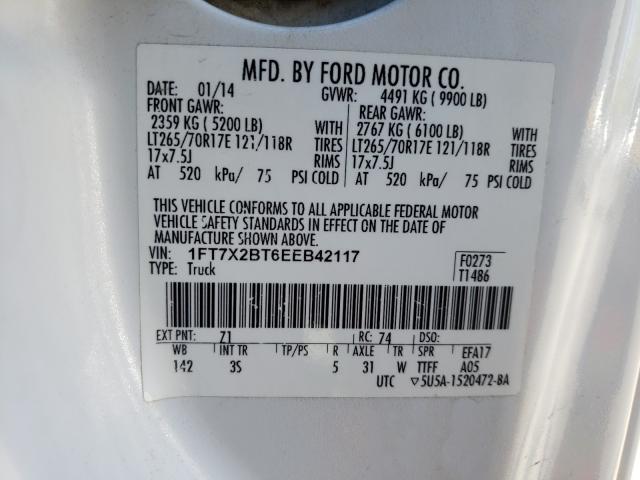 MFD. BY FORD MOTOR CO.
DATE: 01/14 GVWR: 4491 KG ( 9900 LB)
FRONT GAWR: REAR GAWR:
2359 KG ( 5200 LB) WITH 2767 KG ( 6100 LB) WITH
LT265/70R17E 121/118R TIRES LT265/70R17E 121/118R TIRES
17x7.5J RIMS 17x7.5J RIMS
AT 520 kPa/ 75 PSI COLD AT 520 kPa/ 75 PSI COLD
THIS VEHICLE CONFORMS TO ALL APPLICABLE FEDERAL MOTOR
VEHICLE SAFETY STANDARDS IN EFFECT ON THE DATE OF
MANUFACTURE SHOWN ABOVE.
VIN: 1FT7X2BT6EEB42117 F0273
TYPE: Truck T1486
EXT PNT: Z1 RC: 74 DSO:
WB INT TR TP/PS R AXLE TR SPR EFA17
142 3S 5 31 W TTFF A05
UTC ▽5U5A-1520472-BA